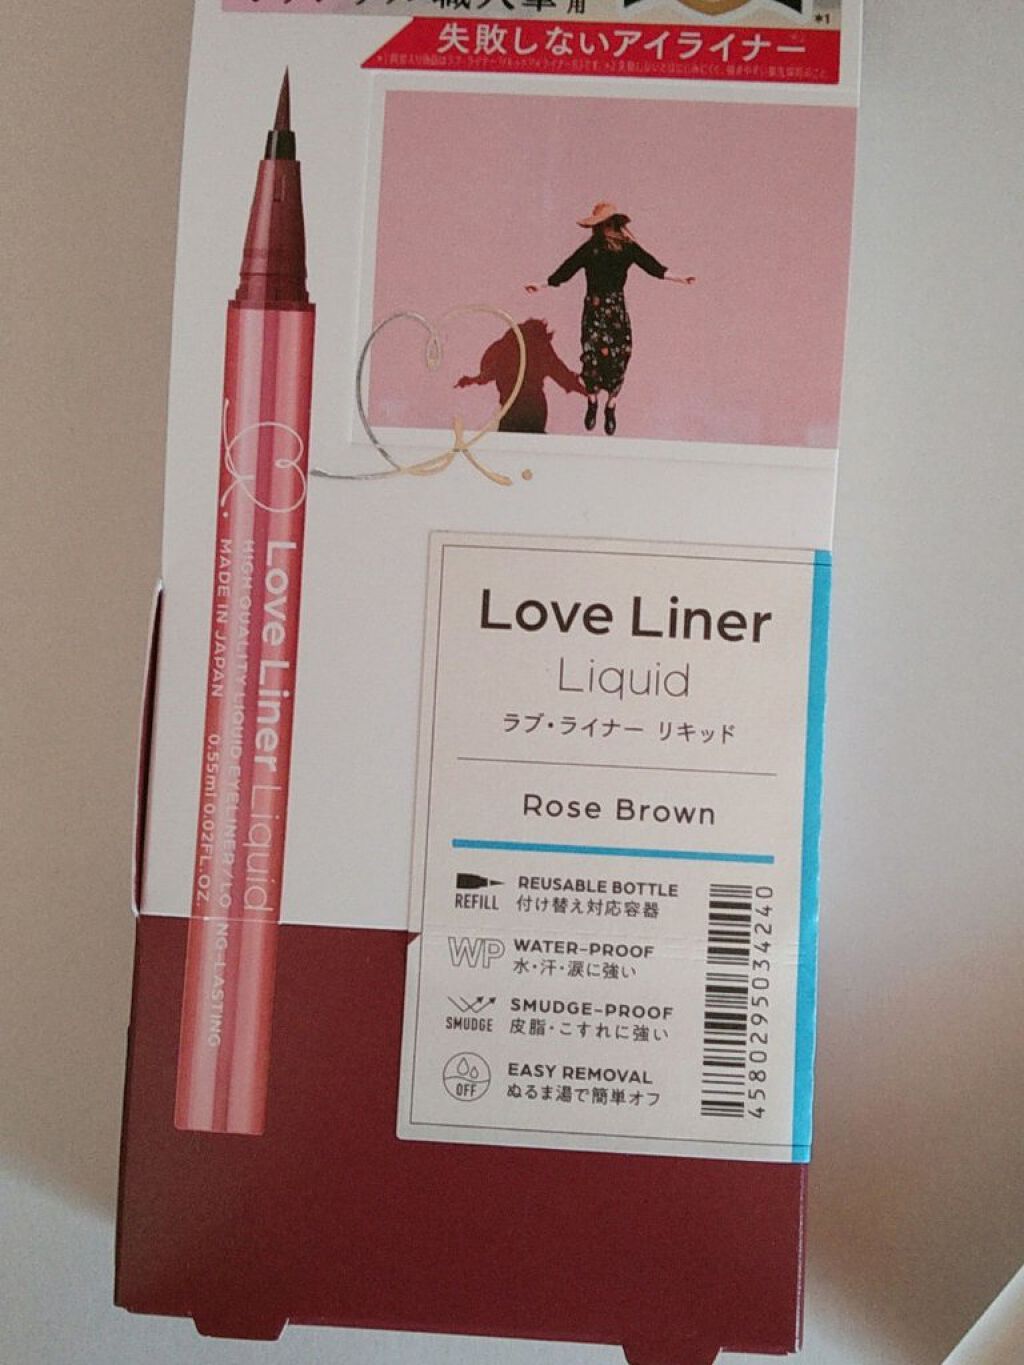 *1
失敗しないアイライナー
Love Liner Liquid
HIGH QUALITY LIQUID EYELINER / LONG-LASTING
MADE IN JAPAN 0.55ml 0.02FL.OZ.
Love Liner
Liquid
ラブ・ライナー リキッド
Rose Brown
REFILL
REUSABLE BOTTLE
付け替え対応容器
WP
WATER-PROOF
水・汗・涙に強い
SMUDGE
SMUDGE-PROOF
皮脂・こすれに強い
OFF
EASY REMOVAL
ぬるま湯で簡単オフ
4580295034240